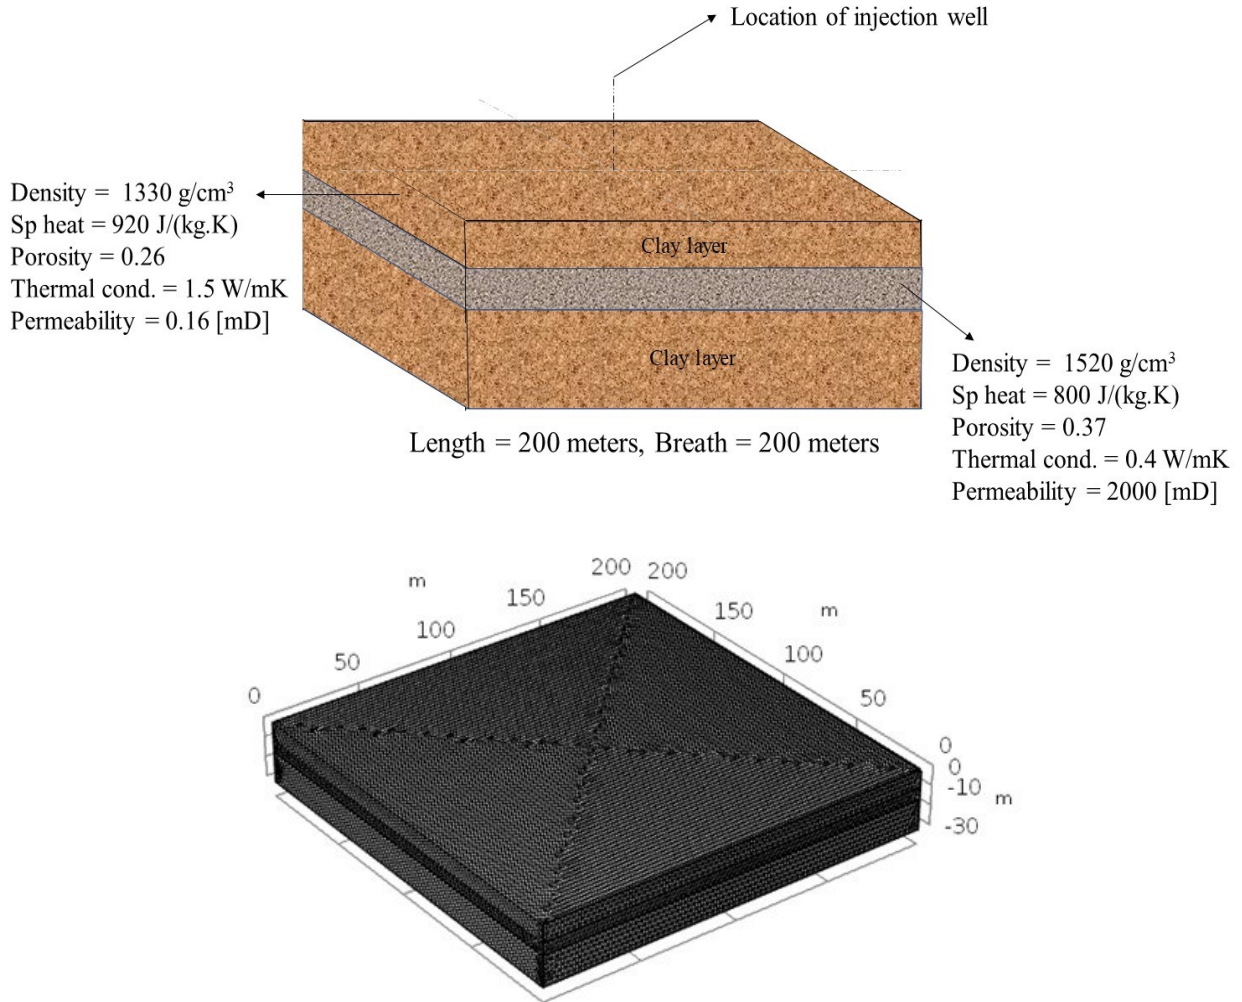 Location of injection well
Density = 1330 g/cm³
Sp heat = 920 J/(kg.K)
Porosity = 0.26
Thermal cond. = 1.5 W/mK
Permeability = 0.16 [mD]
Clay layer
Clay layer
Density = 1520 g/cm³
Sp heat = 800 J/(kg.K)
Porosity = 0.37
Thermal cond. = 0.4 W/mK
Permeability = 2000 [mD]
Length = 200 meters, Breath = 200 meters
m
200
200
150
150
m
100
100
50
50
0
0
0
-10
m
-30